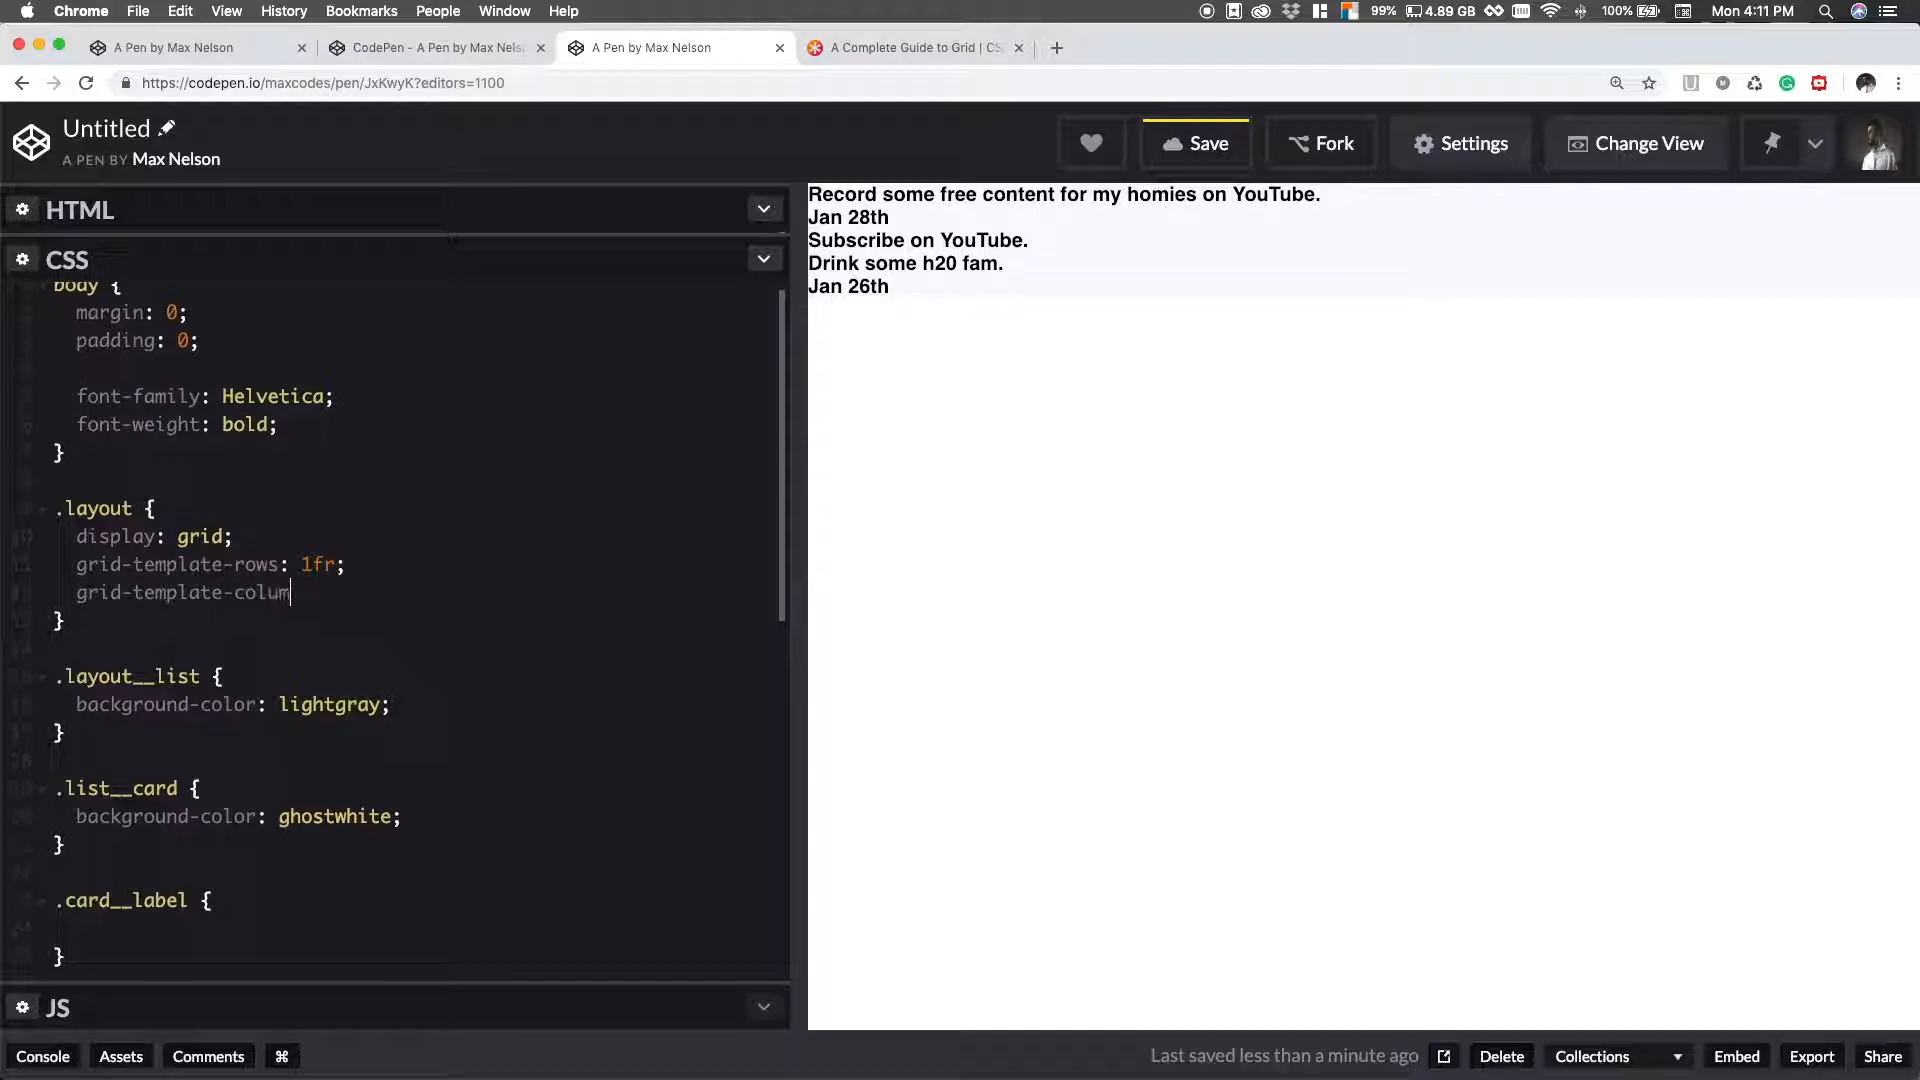 Chrome File Edit View History Bookmarks People Window Help 99% 4.89 GB 100% Mon 4:11 PM
A Pen by Max Nelson CodePen - A Pen by Max Nels A Pen by Max Nelson A Complete Guide to Grid | CS
https://codepen.io/maxcodes/pen/JxKwyK?editors=1100
Untitled
A PEN BY Max Nelson
Save Fork Settings Change View
HTML
CSS
body {
margin: 0;
padding: 0;
font-family: Helvetica;
font-weight: bold;
}
.layout {
display: grid;
grid-template-rows: 1fr;
grid-template-colum
}
.layout__list {
background-color: lightgray;
}
.list__card {
background-color: ghostwhite;
}
.card__label {
}
JS
Record some free content for my homies on YouTube.
Jan 28th
Subscribe on YouTube.
Drink some h20 fam.
Jan 26th
Console Assets Comments ⌘ Last saved less than a minute ago Delete Collections Embed Export Share